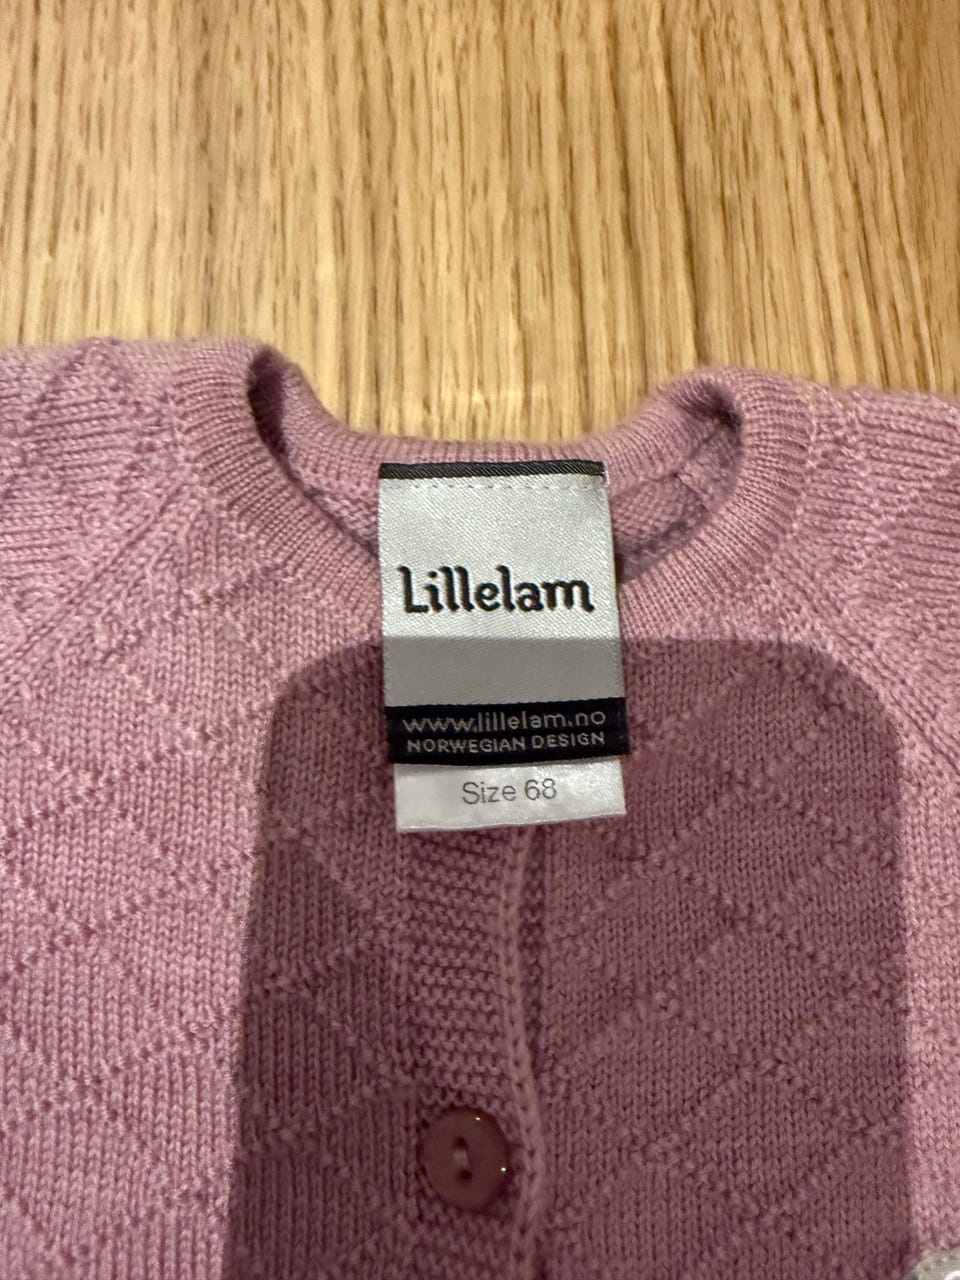 Lillelam
www.lillelam.no
NORWEGIAN DESIGN
Size 68